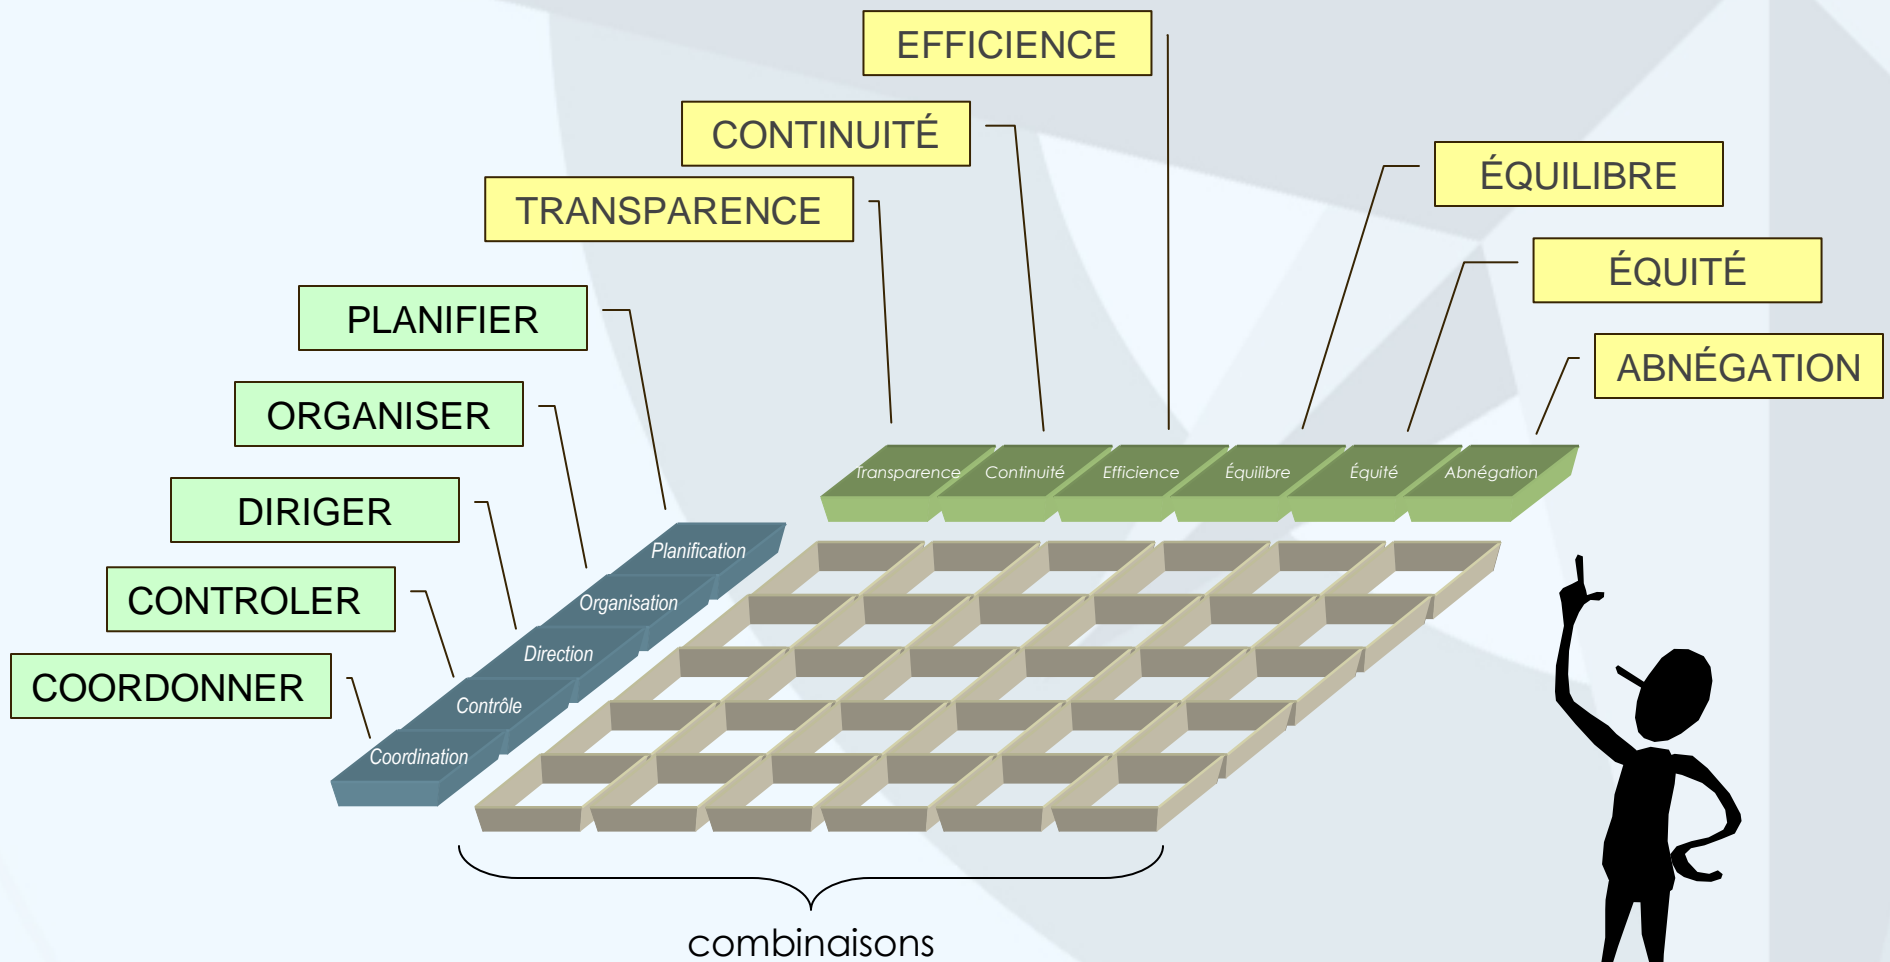 EFFICIENCE
CONTINUITÉ
ÉQUILIBRE
TRANSPARENCE
ÉQUITÉ
PLANIFIER
ABNÉGATION
ORGANISER
Transparence
Continuité
Efficience
Équilibre
Équité
Abnégation
DIRIGER
Planification
CONTROLER
Organisation
Direction
COORDONNER
Contrôle
Coordination
combinaisons